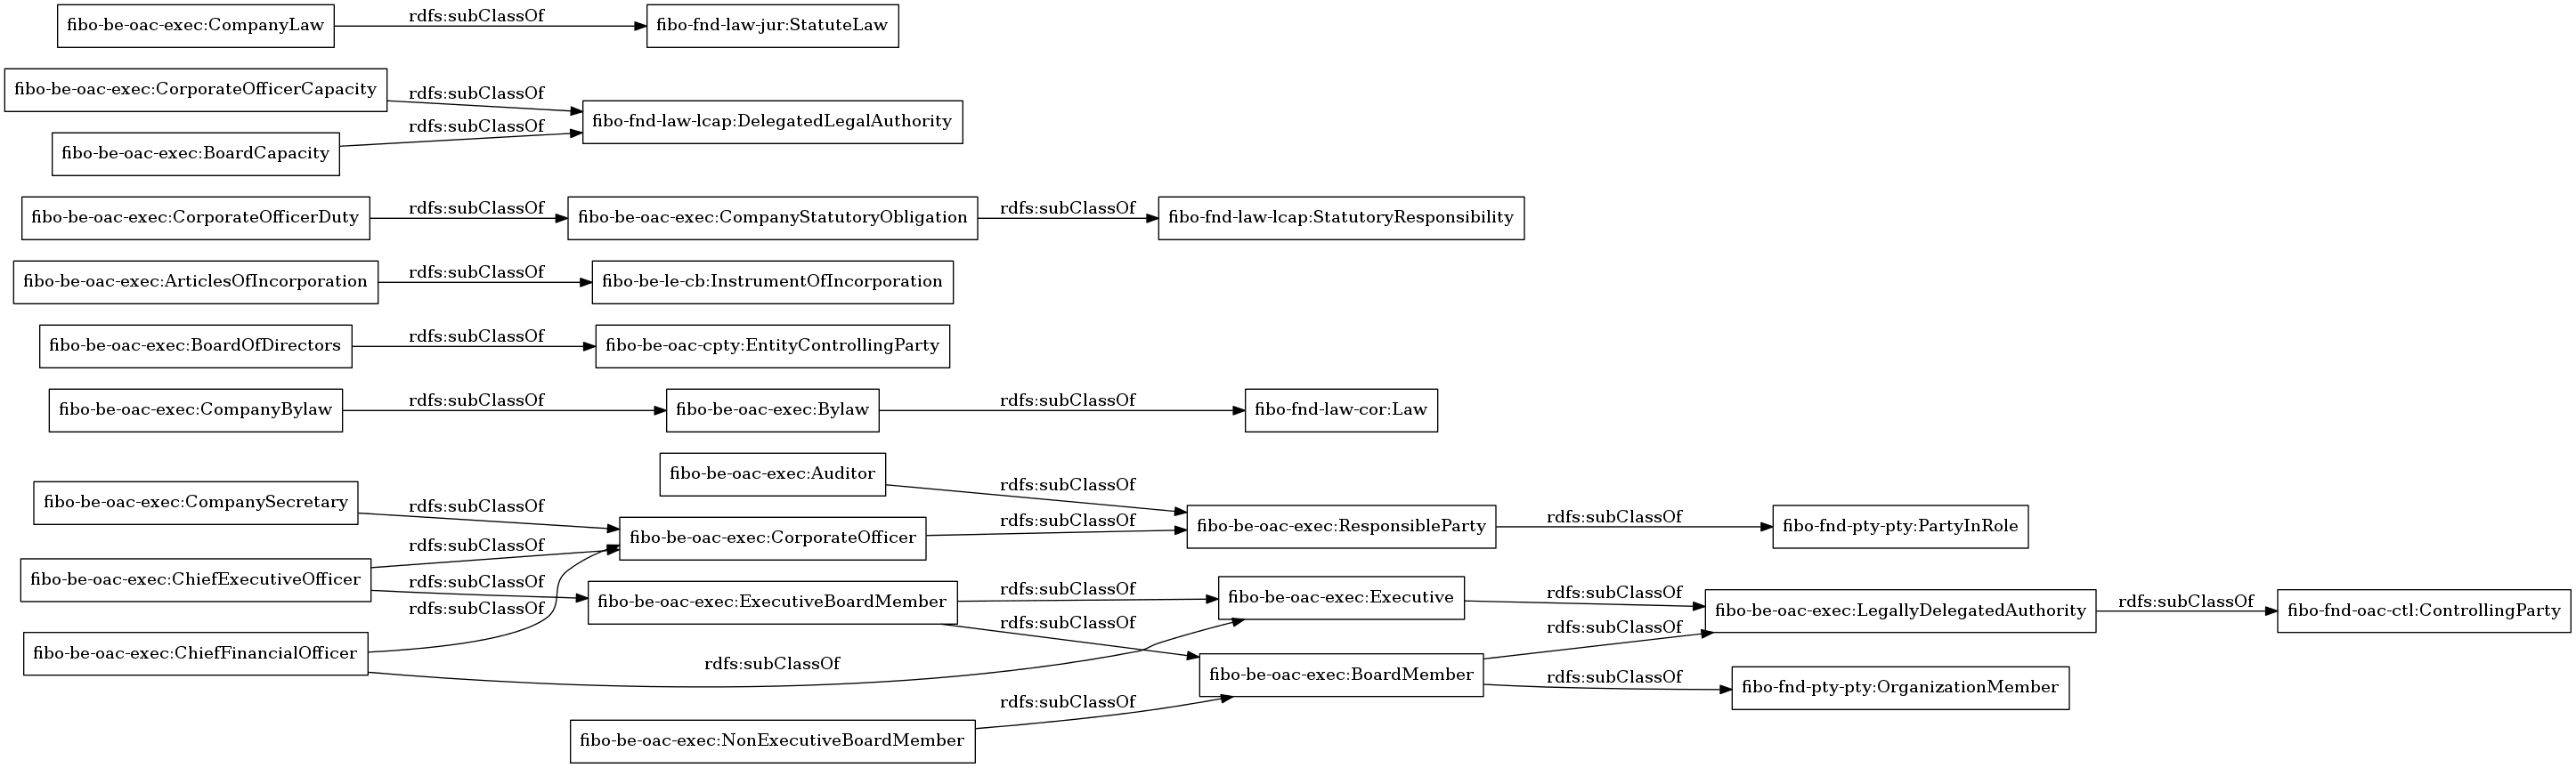 fibo-be-oac-exec:CompanyLaw
rdfs:subClassOf
fibo-fnd-law-jur:StatuteLaw
fibo-be-oac-exec:CorporateOfficerCapacity
rdfs:subClassOf
fibo-fnd-law-lcap:DelegatedLegalAuthority
rdfs:subClassOf
fibo-be-oac-exec:BoardCapacity
fibo-be-oac-exec:CorporateOfficerDuty
rdfs:subClassOf
fibo-be-oac-exec:CompanyStatutoryObligation
rdfs:subClassOf
fibo-fnd-law-lcap:StatutoryResponsibility
fibo-be-oac-exec:ArticlesOfIncorporation
rdfs:subClassOf
fibo-be-le-cb:InstrumentOfIncorporation
fibo-be-oac-exec:BoardOfDirectors
rdfs:subClassOf
fibo-be-oac-cpty:EntityControllingParty
fibo-be-oac-exec:CompanyBylaw
rdfs:subClassOf
fibo-be-oac-exec:Bylaw
rdfs:subClassOf
fibo-fnd-law-cor:Law
fibo-be-oac-exec:Auditor
rdfs:subClassOf
fibo-be-oac-exec:CompanySecretary
rdfs:subClassOf
fibo-be-oac-exec:CorporateOfficer
rdfs:subClassOf
fibo-be-oac-exec:ResponsibleParty
rdfs:subClassOf
fibo-fnd-pty-pty:PartyInRole
rdfs:subClassOf
fibo-be-oac-exec:ChiefExecutiveOfficer
rdfs:subClassOf
rdfs:subClassOf
fibo-be-oac-exec:ExecutiveBoardMember
rdfs:subClassOf
fibo-be-oac-exec:Executive
rdfs:subClassOf
fibo-be-oac-exec:LegallyDelegatedAuthority
rdfs:subClassOf
fibo-fnd-oac-ctl:ControllingParty
rdfs:subClassOf
rdfs:subClassOf
fibo-be-oac-exec:ChiefFinancialOfficer
rdfs:subClassOf
fibo-be-oac-exec:BoardMember
rdfs:subClassOf
fibo-fnd-pty-pty:OrganizationMember
rdfs:subClassOf
fibo-be-oac-exec:NonExecutiveBoardMember